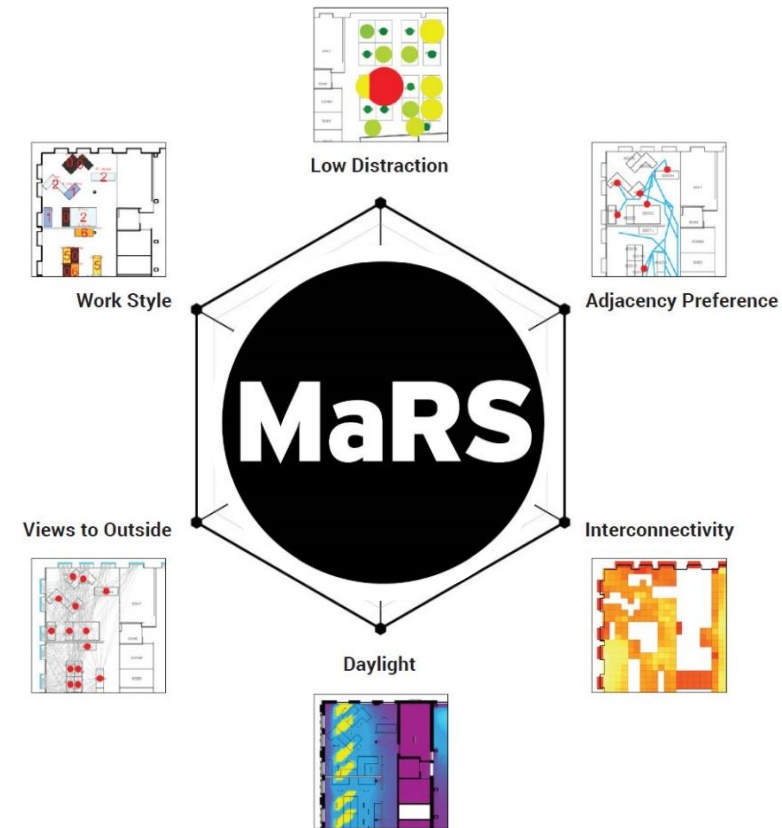 Low Distraction
Work Style
Adjacency Preference
MaRS
Views to Outside
Interconnectivity
Daylight